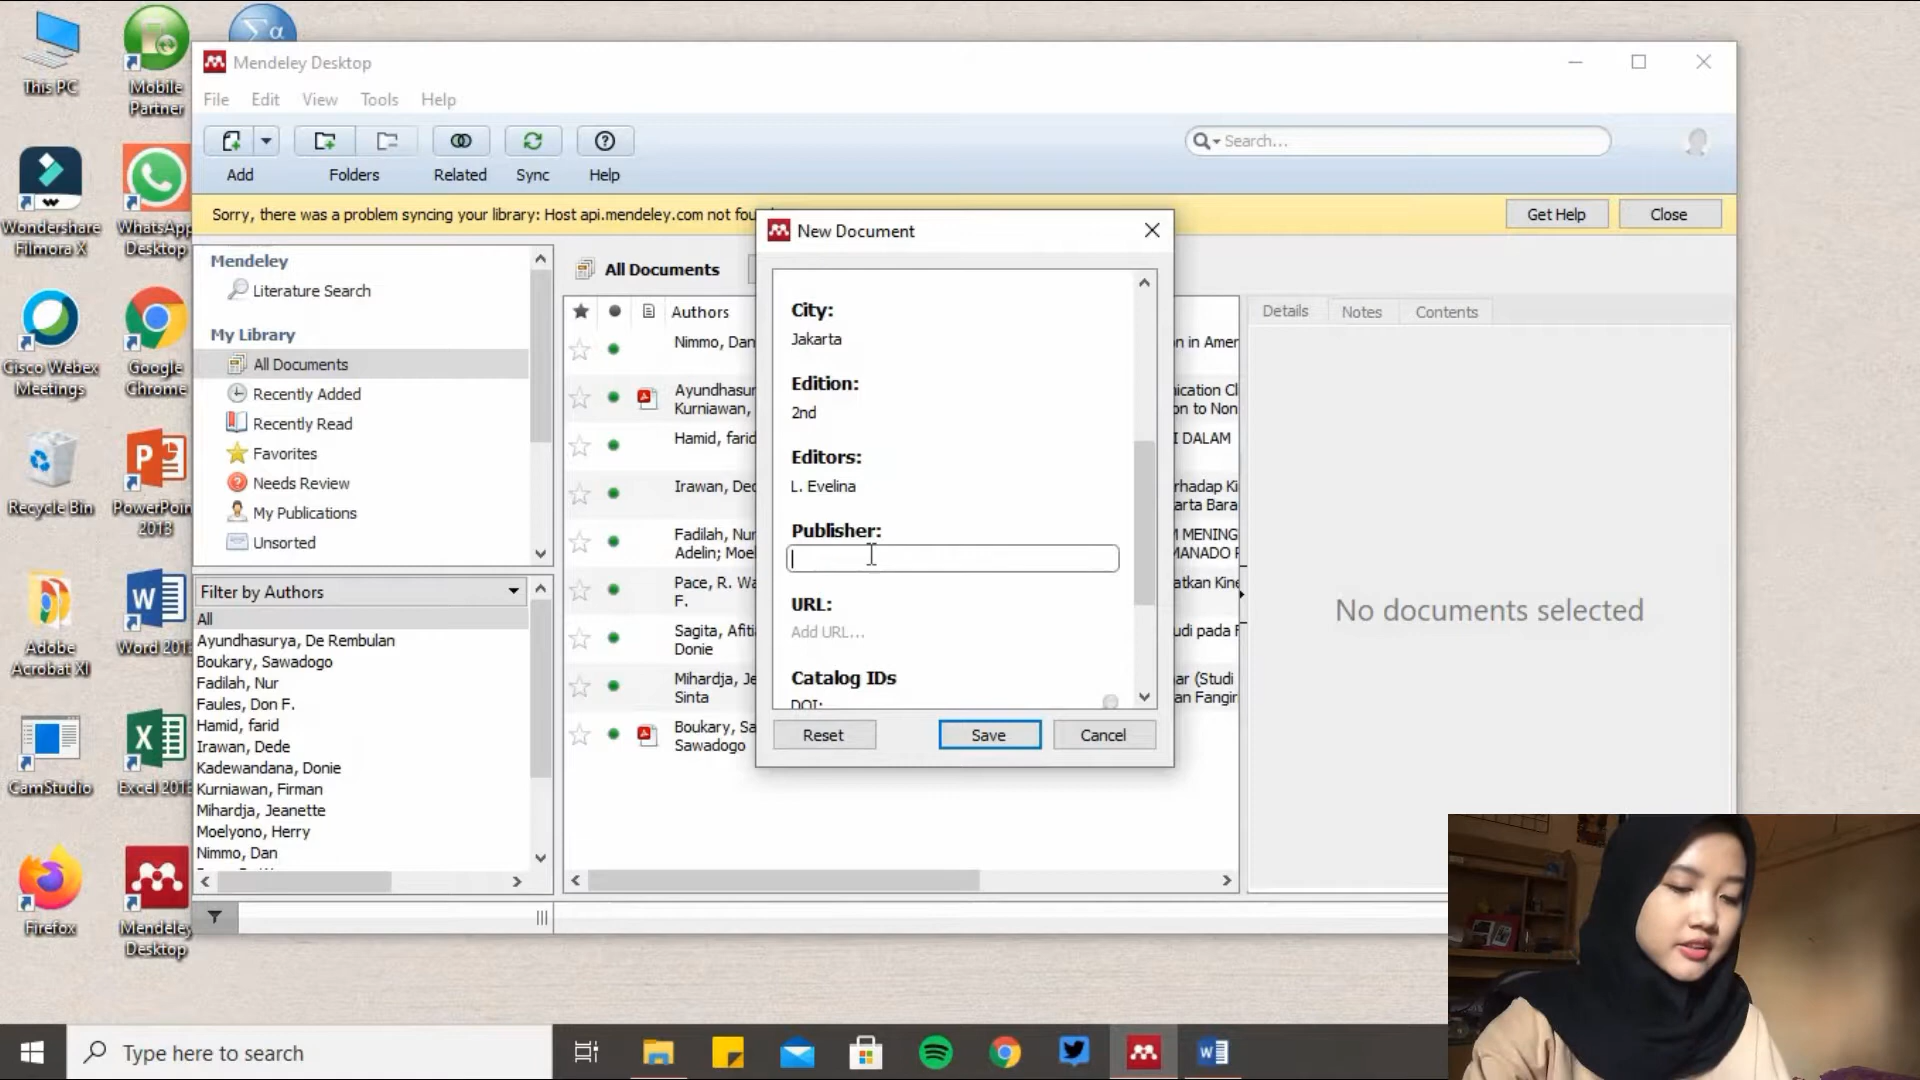 This PC
Mobile
Partner
Wondershare
Filmora X
WhatsApp
Desktop
Cisco Webex
Meetings
Google
Chrome
Recycle Bin
PowerPoin
2013
Adobe
Acrobat XI
Word 201
CamStudio
Excel 201
Firefox
Mendeley
Desktop
Mendeley Desktop
File Edit View Tools Help
Search...
Add Folders Related Sync Help
Sorry, there was a problem syncing your library: Host api.mendeley.com not fou
Get Help Close
Mendeley
Literature Search
My Library
All Documents
Recently Added
Recently Read
Favorites
Needs Review
My Publications
Unsorted
Filter by Authors
All
Ayundhasurya, De Rembulan
Boukary, Sawadogo
Fadilah, Nur
Faules, Don F.
Hamid, farid
Irawan, Dede
Kadewandana, Donie
Kurniawan, Firman
Mihardja, Jeanette
Moelyono, Herry
Nimmo, Dan
All Documents
Authors
Nimmo, Dan
n in Amer
Ayundhasur
Kurniawan,
ication Cl
on to Non
Hamid, farid
I DALAM
Irawan, Ded
rhadap Ki
arta Bara
Fadilah, Nur
Adelin; Moel
M MENING
MANADO
Pace, R. Wa
F.
atkan Kine
Sagita, Afiti
Donie
udi pada F
Mihardja, Je
Sinta
ar (Studi
an Fangir
Boukary, Sa
Sawadogo
New Document
City:
Jakarta
Edition:
2nd
Editors:
L. Evelina
Publisher:
URL:
Add URL...
Catalog IDs
DOI:
Reset Save Cancel
Details Notes Contents
No documents selected
Type here to search